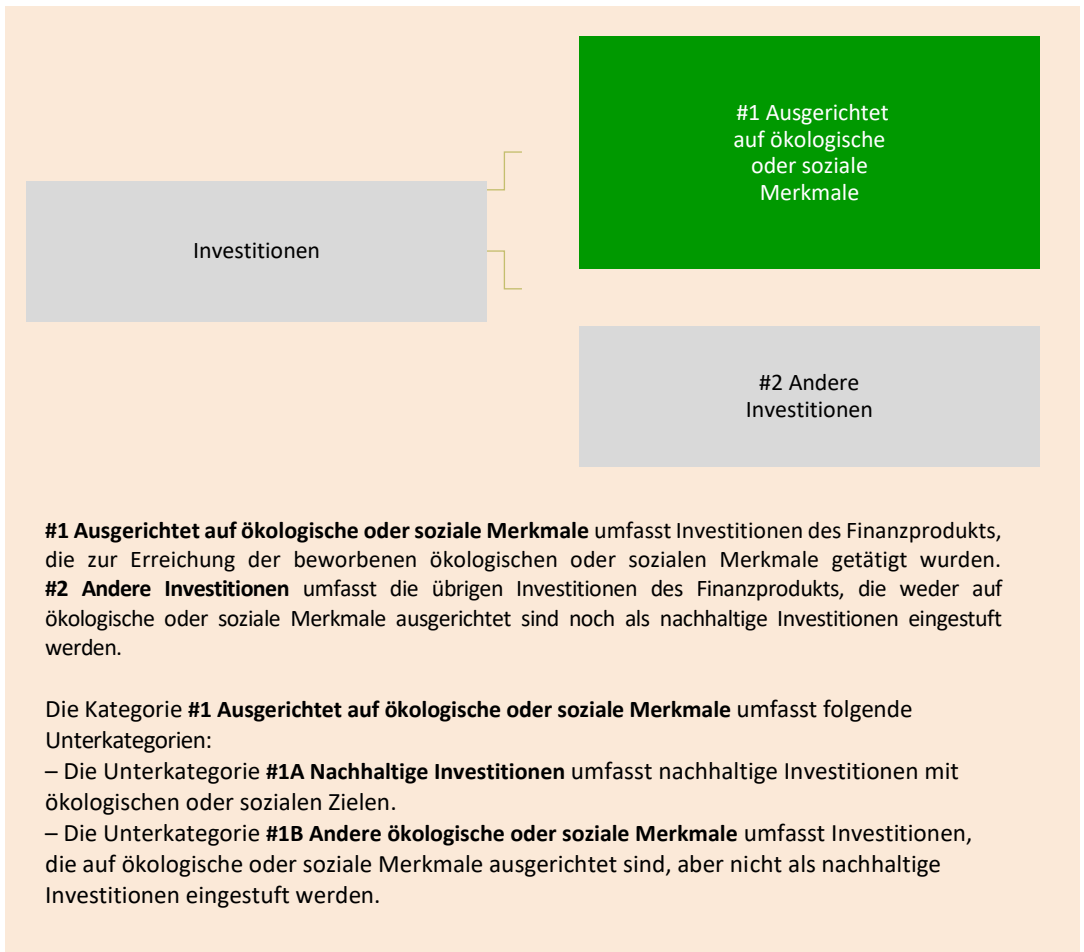 #1 Ausgerichtet
auf ökologische
oder soziale
Merkmale
Investitionen
#2 Andere
Investitionen
#1 Ausgerichtet auf ökologische oder soziale Merkmale umfasst Investitionen des Finanzprodukts,
die zur Erreichung der beworbenen ökologischen oder sozialen Merkmale getätigt wurden.
#2 Andere Investitionen umfasst die übrigen Investitionen des Finanzprodukts, die weder auf
ökologische oder soziale Merkmale ausgerichtet sind noch als nachhaltige Investitionen eingestuft
werden.
Die Kategorie #1 Ausgerichtet auf ökologische oder soziale Merkmale umfasst folgende
Unterkategorien:
– Die Unterkategorie #1A Nachhaltige Investitionen umfasst nachhaltige Investitionen mit
ökologischen oder sozialen Zielen.
– Die Unterkategorie #1B Andere ökologische oder soziale Merkmale umfasst Investitionen,
die auf ökologische oder soziale Merkmale ausgerichtet sind, aber nicht als nachhaltige
Investitionen eingestuft werden.